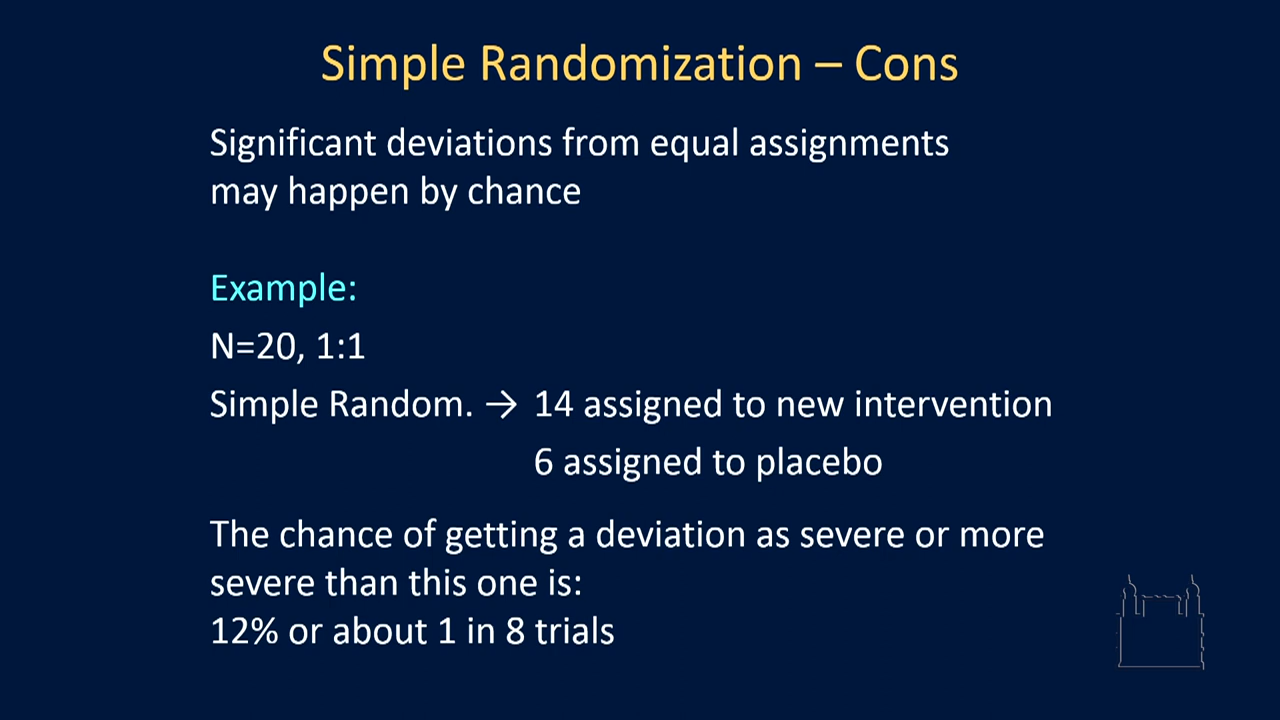 Simple Randomization – Cons
Significant deviations from equal assignments
may happen by chance
Example:
N=20, 1:1
Simple Random. → 14 assigned to new intervention
6 assigned to placebo
The chance of getting a deviation as severe or more
severe than this one is:
12% or about 1 in 8 trials